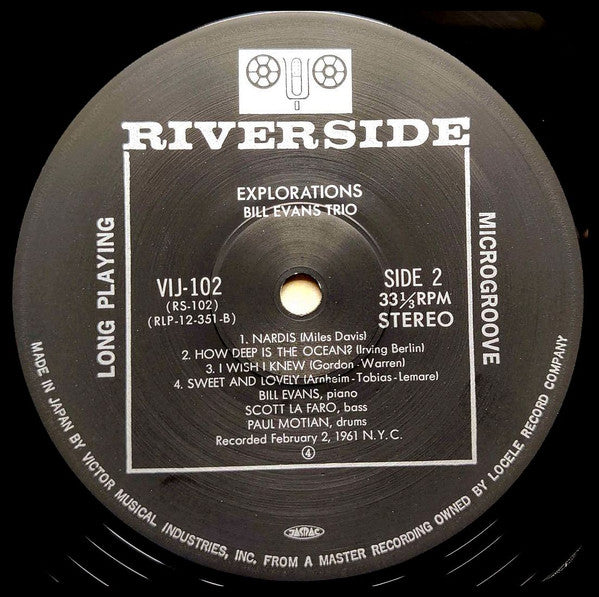 RIVERSIDE
EXPLORATIONS
BILL EVANS TRIO
LONG PLAYING
MICROGROOVE
VIJ-102
(RS-102)
(RLP-12-351-B)
SIDE 2
33⅓RPM
STEREO
1. NARDIS (Miles Davis)
2. HOW DEEP IS THE OCEAN? (Irving Berlin)
3. I WISH I KNEW (Gordon-Warren)
4. SWEET AND LOVELY (Arnheim-Tobias-Lemare)
BILL EVANS, piano
SCOTT LA FARO, bass
PAUL MOTIAN, drums
Recorded February 2, 1961 N.Y.C.
④
JASRAC
MADE IN JAPAN BY VICTOR MUSICAL INDUSTRIES, INC. FROM A MASTER RECORDING OWNED BY LOCELE RECORD COMPANY